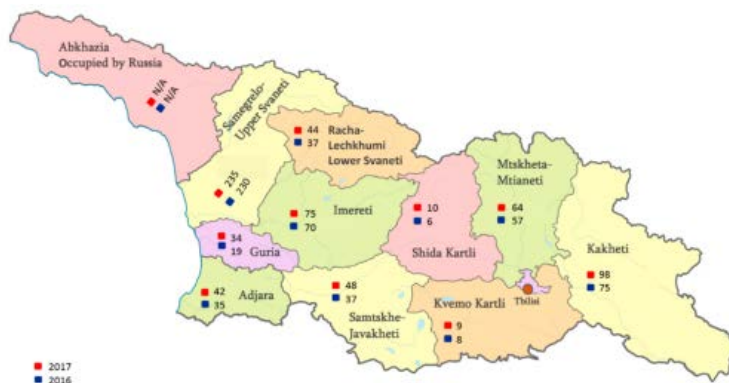 Abkhazia
Occupied by Russia
N/A
N/A
Samegrelo-
Upper Svaneti
235
230
44
37
Racha-
Lechkhumi
Lower Svaneti
Mtskheta-
Mtianeti
64
57
75
70
Imereti
10
6
Shida Kartli
34
19
Guria
Kakheti
98
75
42
35
Adjara
48
37
Samtskhe-
Javakheti
Kvemo Kartli
Tbilisi
9
8
2017
2016